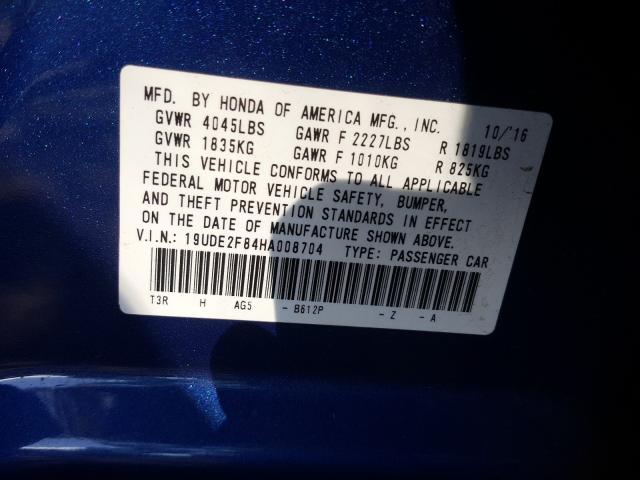 MFD. BY HONDA OF AMERICA MFG., INC. 10/'16
GVWR 4045LBS GAWR F 2227LBS R 1819LBS
GVWR 1835KG GAWR F 1010KG R 825KG
THIS VEHICLE CONFORMS TO ALL APPLICABLE
FEDERAL MOTOR VEHICLE SAFETY, BUMPER,
AND THEFT PREVENTION STANDARDS IN EFFECT
ON THE DATE OF MANUFACTURE SHOWN ABOVE.
V.I.N.: 19UDE2F84HA008704 TYPE: PASSENGER CAR
T3R H AG5 - B612P - Z - A